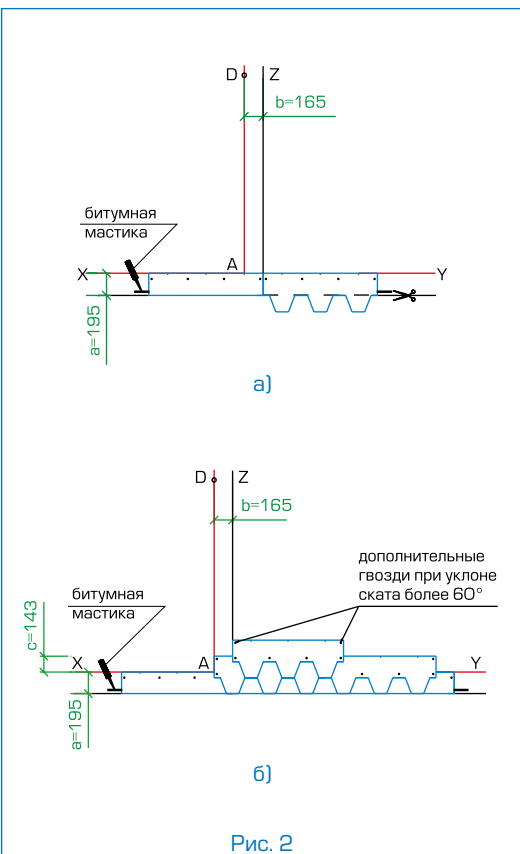 D Z
b=165
битумная
мастика
X A Y
a=195
а)
D Z
b=165
дополнительные
гвозди при уклоне
ската более 60°
битумная
мастика
c=143
X A Y
a=195
б)
Рис. 2